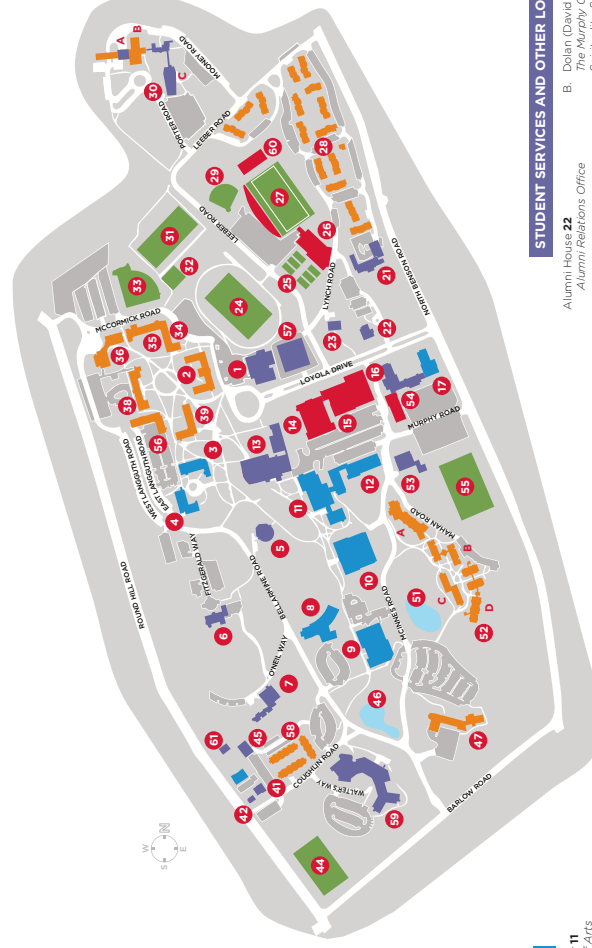 A
B
C
30
MOONEY ROAD
PORTER ROAD
LEEBER ROAD
29
60
28
27
31
LEEBER ROAD
26
32
33
25
LYNCH ROAD
24
21
NORTH BENSON ROAD
MCCORMICK ROAD
34
35
36
57
23
22
2
1
LOYOLA DRIVE
38
39
16
17
54
56
3
14
15
MURPHY ROAD
13
WEST LANGGUTH ROAD
EAST LANGGUTH ROAD
4
53
55
12
11
A
MAHAN ROAD
B
5
FITZGERALD WAY
ROUND HILL ROAD
BELLARMINE ROAD
10
51
C
D
52
MCINNES ROAD
8
6
9
O'NEIL WAY
7
46
61
45
58
47
COUGHLIN ROAD
41
42
WALTERS WAY
59
BARLOW ROAD
44
W
N
S
E
STUDENT SERVICES AND OTHER LO
Alumni House 22
Alumni Relations Office
B. Dolan (David
The Murphy C
11
Arts